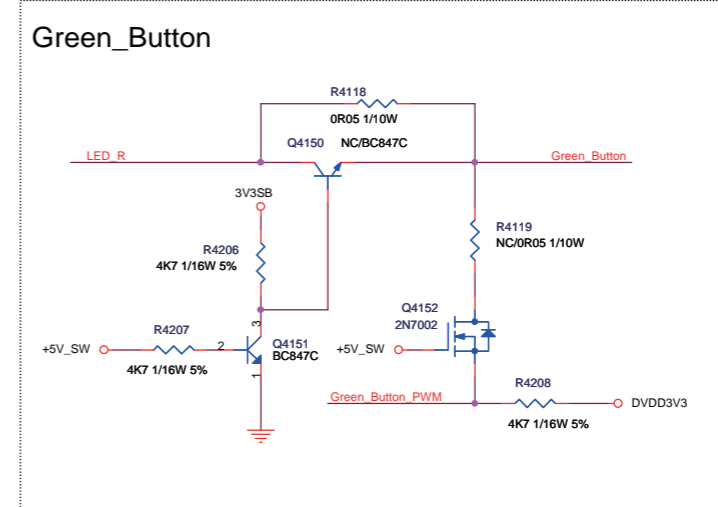 Green_Button
R4118
0R05 1/10W
Q4150 NC/BC847C
LED_R
Green_Button
3V3SB
R4119
NC/0R05 1/10W
R4206
4K7 1/16W 5%
Q4152
2N7002
3
R4207
+5V_SW
2
Q4151
BC847C
+5V_SW
4K7 1/16W 5%
1
R4208
Green_Button_PWM
DVDD3V3
4K7 1/16W 5%